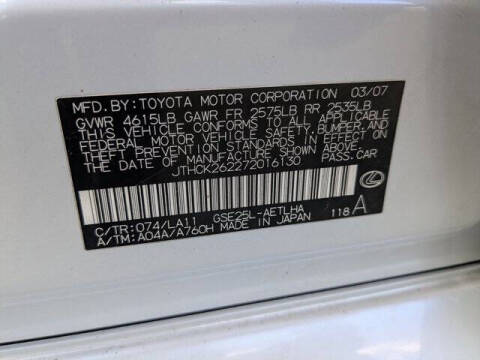 MFD. BY: TOYOTA MOTOR CORPORATION 03/07
GVWR 4615LB GAWR FR 2575LB RR 2535LB
THIS VEHICLE CONFORMS TO ALL APPLICABLE
FEDERAL MOTOR VEHICLE SAFETY, BUMPER, AND
THEFT PREVENTION STANDARDS IN EFFECT ON
THE DATE OF MANUFACTURE SHOWN ABOVE.
JTHCK262272016130 PASS.CAR
C/TR: 074/LA11 GSE25L-AETLHA
A/TM: A04A/A760H MADE IN JAPAN 118 A